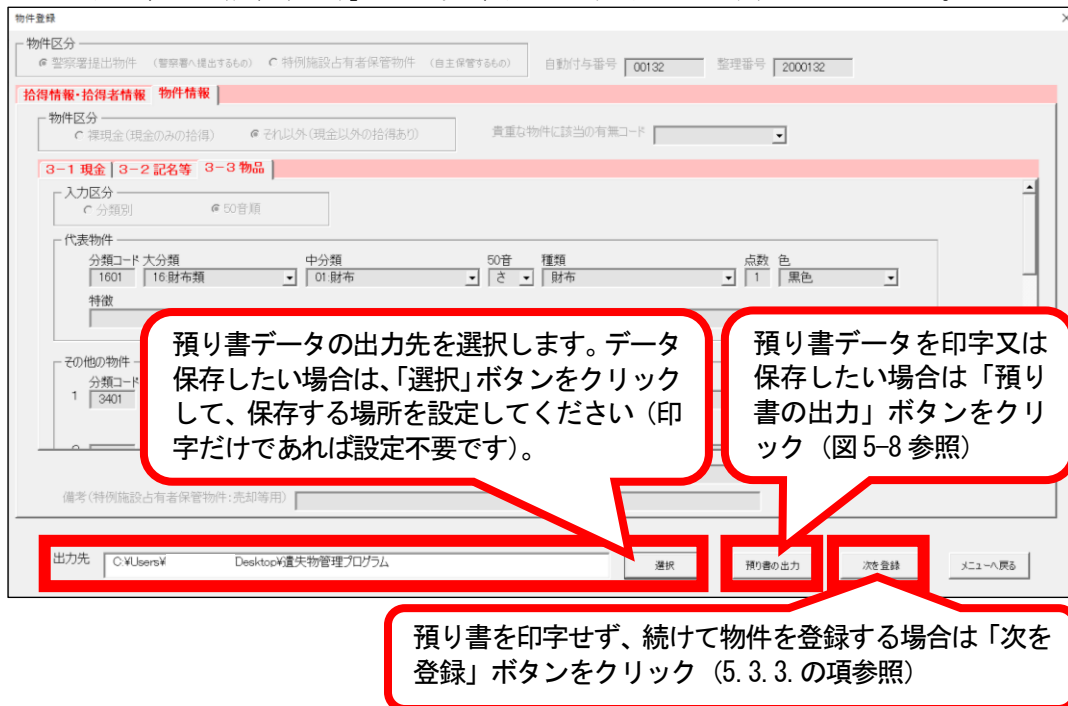 物件登録
物件区分
警察署提出物件 （警察署へ提出するもの） 特例施設占有者保管物件 （自主保管するもの） 自動付与番号 00132 整理番号 2000132
拾得情報・拾得者情報 物件情報
物件区分
裸現金(現金のみの拾得) それ以外(現金以外の拾得あり) 貴重な物件に該当の有無コード
3－1 現金 3－2 記名等 3－3 物品
入力区分
分類別 50音順
代表物件
分類コード 大分類 中分類 50音 種類 点数 色
1601 16:財布類 01:財布 さ 財布 1 黒色
特徴
預り書データの出力先を選択します。データ
保存したい場合は、「選択」ボタンをクリック
して、保存する場所を設定してください（印
字だけであれば設定不要です）。
預り書データを印字又は
保存したい場合は「預り
書の出力」ボタンをクリ
ック（図 5-8 参照）
その他の物件
分類コード
1 3401
備考(特例施設占有者保管物件:売却等用)
出力先 C:¥Users¥ Desktop¥遺失物管理プログラム 選択 預り書の出力 次を登録 メニューへ戻る
預り書を印字せず、続けて物件を登録する場合は「次を
登録」ボタンをクリック（5.3.3.の項参照）